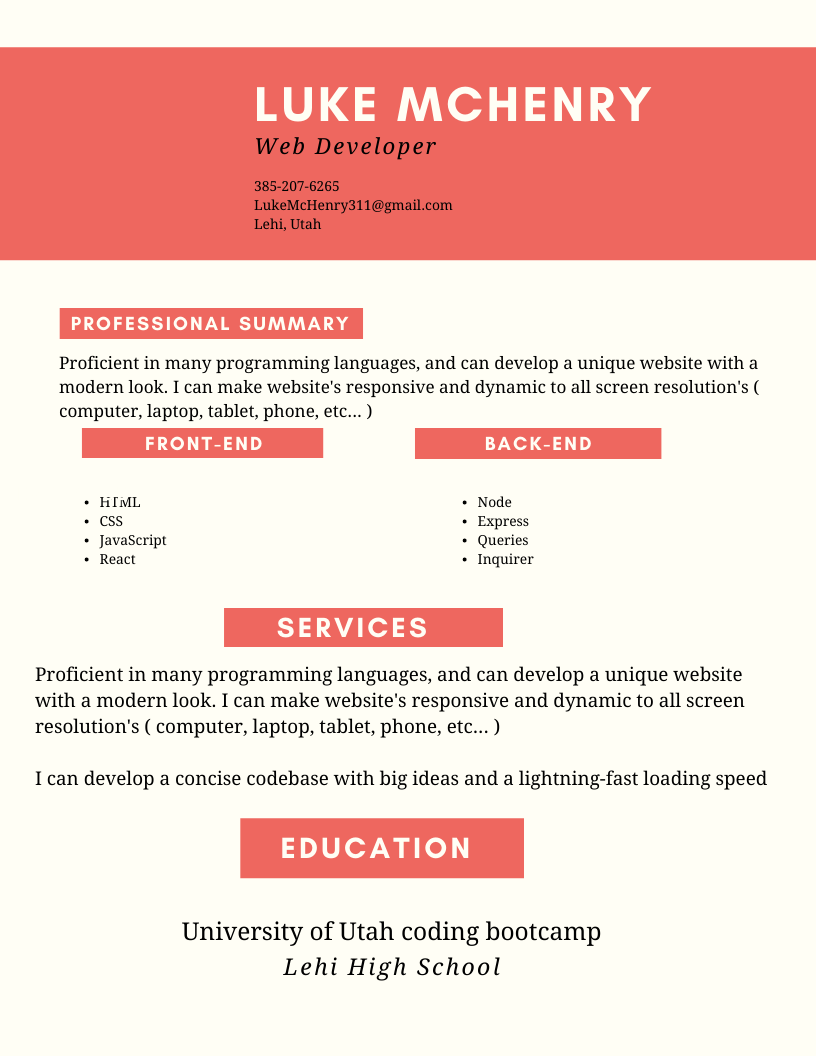 LUKE MCHENRY
Web Developer
385-207-6265
LukeMcHenry311@gmail.com
Lehi, Utah
PROFESSIONAL SUMMARY
Proficient in many programming languages, and can develop a unique website with a
modern look. I can make website's responsive and dynamic to all screen resolution's (
computer, laptop, tablet, phone, etc... )
FRONT-END
• HTML
• CSS
• JavaScript
• React
BACK-END
• Node
• Express
• Queries
• Inquirer
SERVICES
Proficient in many programming languages, and can develop a unique website
with a modern look. I can make website's responsive and dynamic to all screen
resolution's ( computer, laptop, tablet, phone, etc... )
I can develop a concise codebase with big ideas and a lightning-fast loading speed
EDUCATION
University of Utah coding bootcamp
Lehi High School